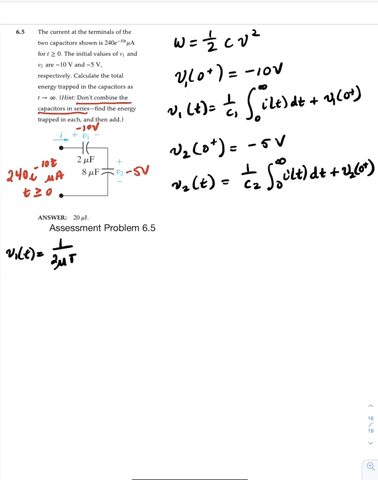 6.5 The current at the terminals of the
two capacitors shown is 240e^−10t μA
for t ≥ 0. The initial values of v₁ and
v₂ are −10 V and −5 V,
respectively. Calculate the total
energy trapped in the capacitors as
t → ∞. (Hint: Don't combine the
capacitors in series—find the energy
trapped in each, and then add.)
-10V
i + v₁ −
2 μF
240e^-10t μA
t ≥ 0
8 μF
+
v₂ -5V
−
ANSWER: 20 μJ.
Assessment Problem 6.5
v₁(t) = 1/2μF
w = 1/2 C v²
v₁(0⁺) = -10V
v₁(t) = 1/C₁ ∫₀^∞ i(t) dt + v₁(0⁺)
v₂(0⁺) = -5 V
v₂(t) = 1/C₂ ∫₀^∞ i(t) dt + v₂(0⁺)
16
/
19